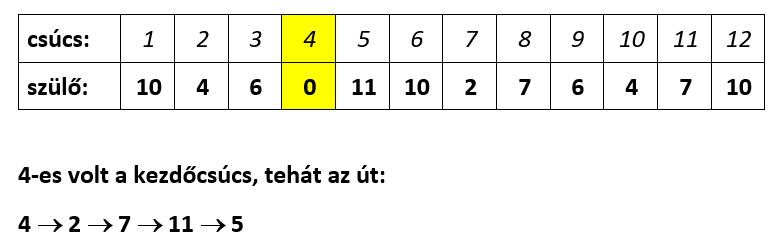 csúcs: 1 2 3 4 5 6 7 8 9 10 11 12
szülő: 10 4 6 0 11 10 2 7 6 4 7 10
4-es volt a kezdőcsúcs, tehát az út:
4 → 2 → 7 → 11 → 5